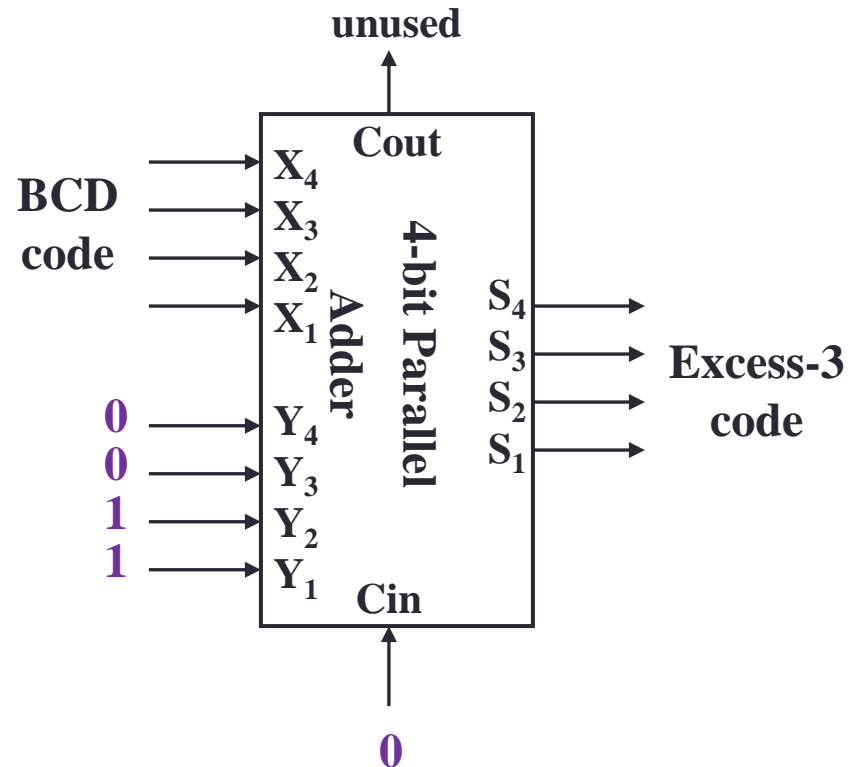 unused
Cout
BCD
code
X₄
X₃
X₂
X₁
0
0
1
1
Y₄
Y₃
Y₂
Y₁
4-bit Parallel
Adder
S₄
S₃
S₂
S₁
Excess-3
code
Cin
0